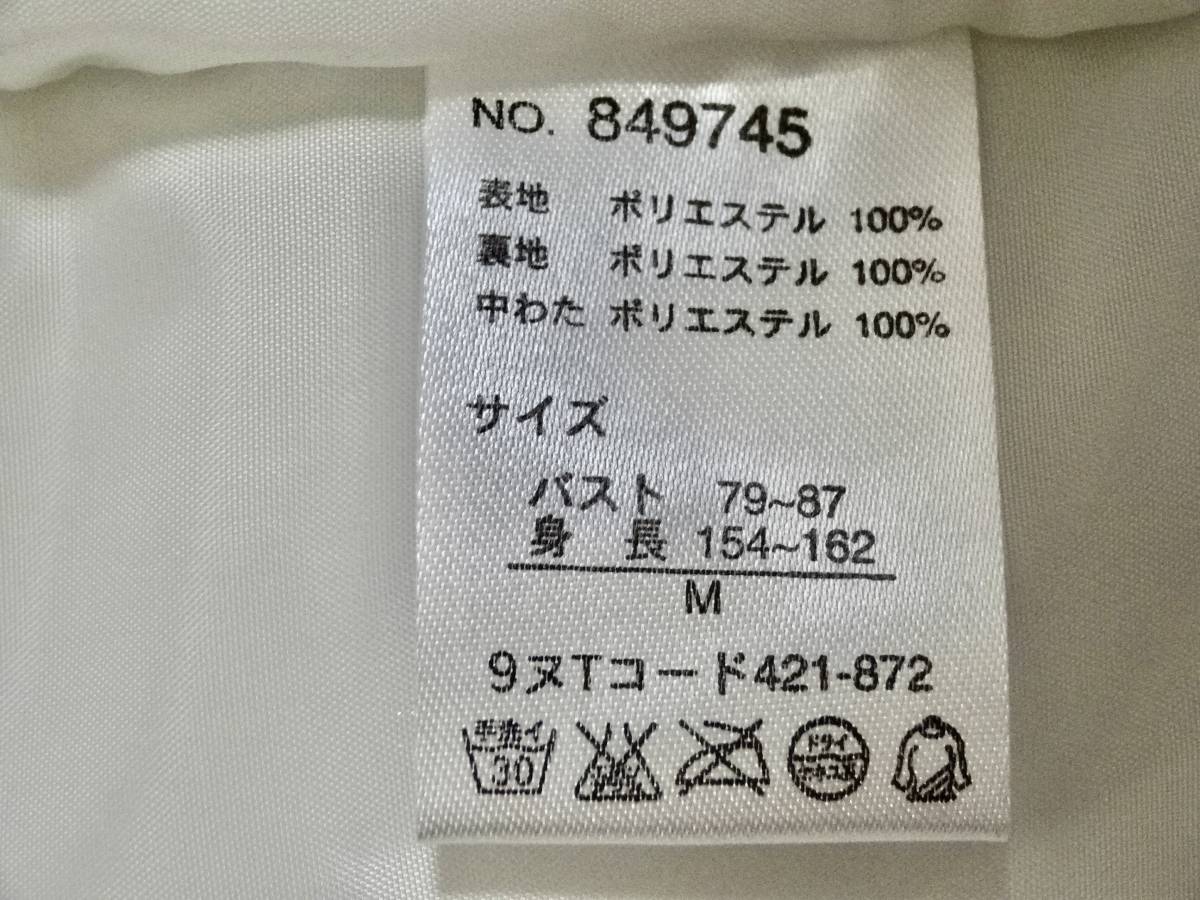 NO. 849745
表地 ポリエステル 100%
裏地 ポリエステル 100%
中わた ポリエステル 100%
サイズ
バスト 79~87
身 長 154~162
M
9ヌTコード421-872
手洗イ 30 ドライ